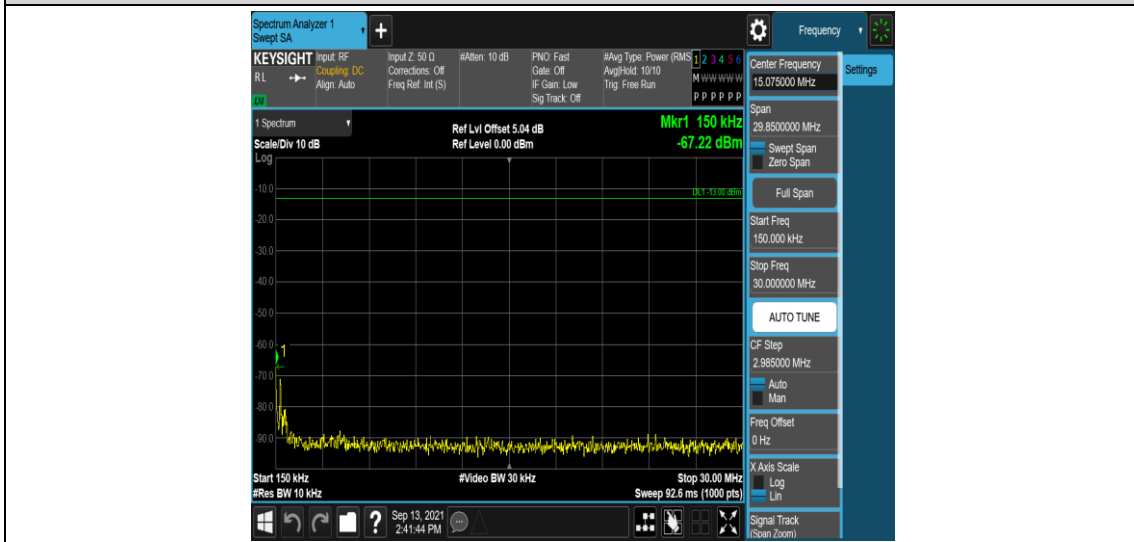 Spectrum Analyzer 1
Swept SA
Frequency
KEYSIGHT
RL
LXI
Input: RF
Coupling: DC
Align: Auto
Input Z: 50 Ω
Corrections: Off
Freq Ref: Int (S)
#Atten: 10 dB
PNO: Fast
Gate: Off
IF Gain: Low
Sig Track: Off
#Avg Type: Power (RMS
Avg|Hold: 10/10
Trig: Free Run
1 2 3 4 5 6
M W W W W W
P P P P P P
Center Frequency
15.075000 MHz
Settings
Span
29.8500000 MHz
Swept Span
Zero Span
Full Span
Start Freq
150.000 kHz
Stop Freq
30.000000 MHz
AUTO TUNE
CF Step
2.985000 MHz
Auto
Man
Freq Offset
0 Hz
X Axis Scale
Log
Lin
Signal Track
(Span Zoom)
1 Spectrum
Scale/Div 10 dB
Log
Ref Lvl Offset 5.04 dB
Ref Level 0.00 dBm
Mkr1 150 kHz
-67.22 dBm
DL1 -13.00 dBm
-10.0
-20.0
-30.0
-40.0
-50.0
-60.0
1
-70.0
-80.0
-90.0
Start 150 kHz
#Res BW 10 kHz
#Video BW 30 kHz
Stop 30.00 MHz
Sweep 92.6 ms (1000 pts)
?
Sep 13, 2021
2:41:44 PM